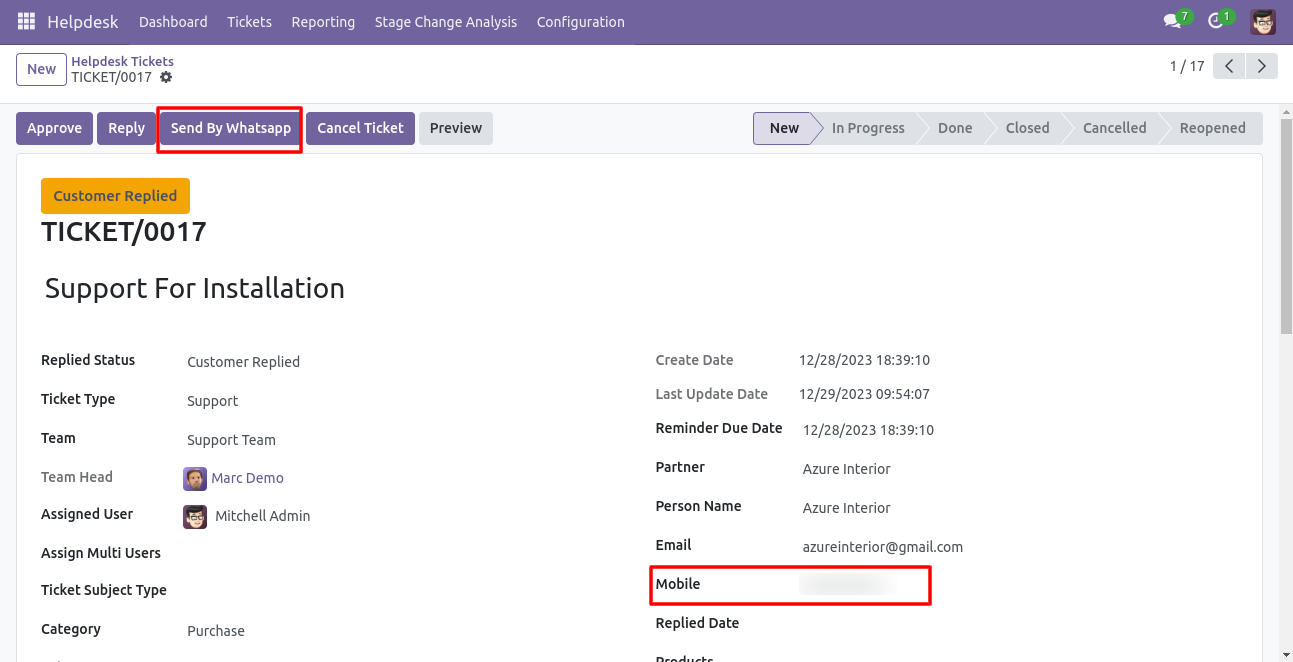 Helpdesk Dashboard Tickets Reporting Stage Change Analysis Configuration 7 1
New Helpdesk Tickets
TICKET/0017
1 / 17
Approve Reply Send By Whatsapp Cancel Ticket Preview New In Progress Done Closed Cancelled Reopened
Customer Replied
TICKET/0017
Support For Installation
Replied Status Customer Replied
Ticket Type Support
Team Support Team
Team Head Marc Demo
Assigned User Mitchell Admin
Assign Multi Users
Ticket Subject Type
Category Purchase
Create Date 12/28/2023 18:39:10
Last Update Date 12/29/2023 09:54:07
Reminder Due Date 12/28/2023 18:39:10
Partner Azure Interior
Person Name Azure Interior
Email azureinterior@gmail.com
Mobile
Replied Date
Products